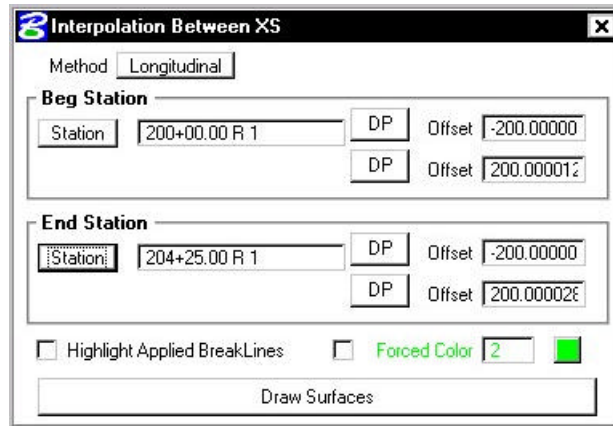 Interpolation Between XS
Method Longitudinal
Beg Station
Station 200+00.00 R 1 DP Offset -200.00000
DP Offset 200.000012
End Station
Station 204+25.00 R 1 DP Offset -200.00000
DP Offset 200.000028
Highlight Applied BreakLines Forced Color 2
Draw Surfaces